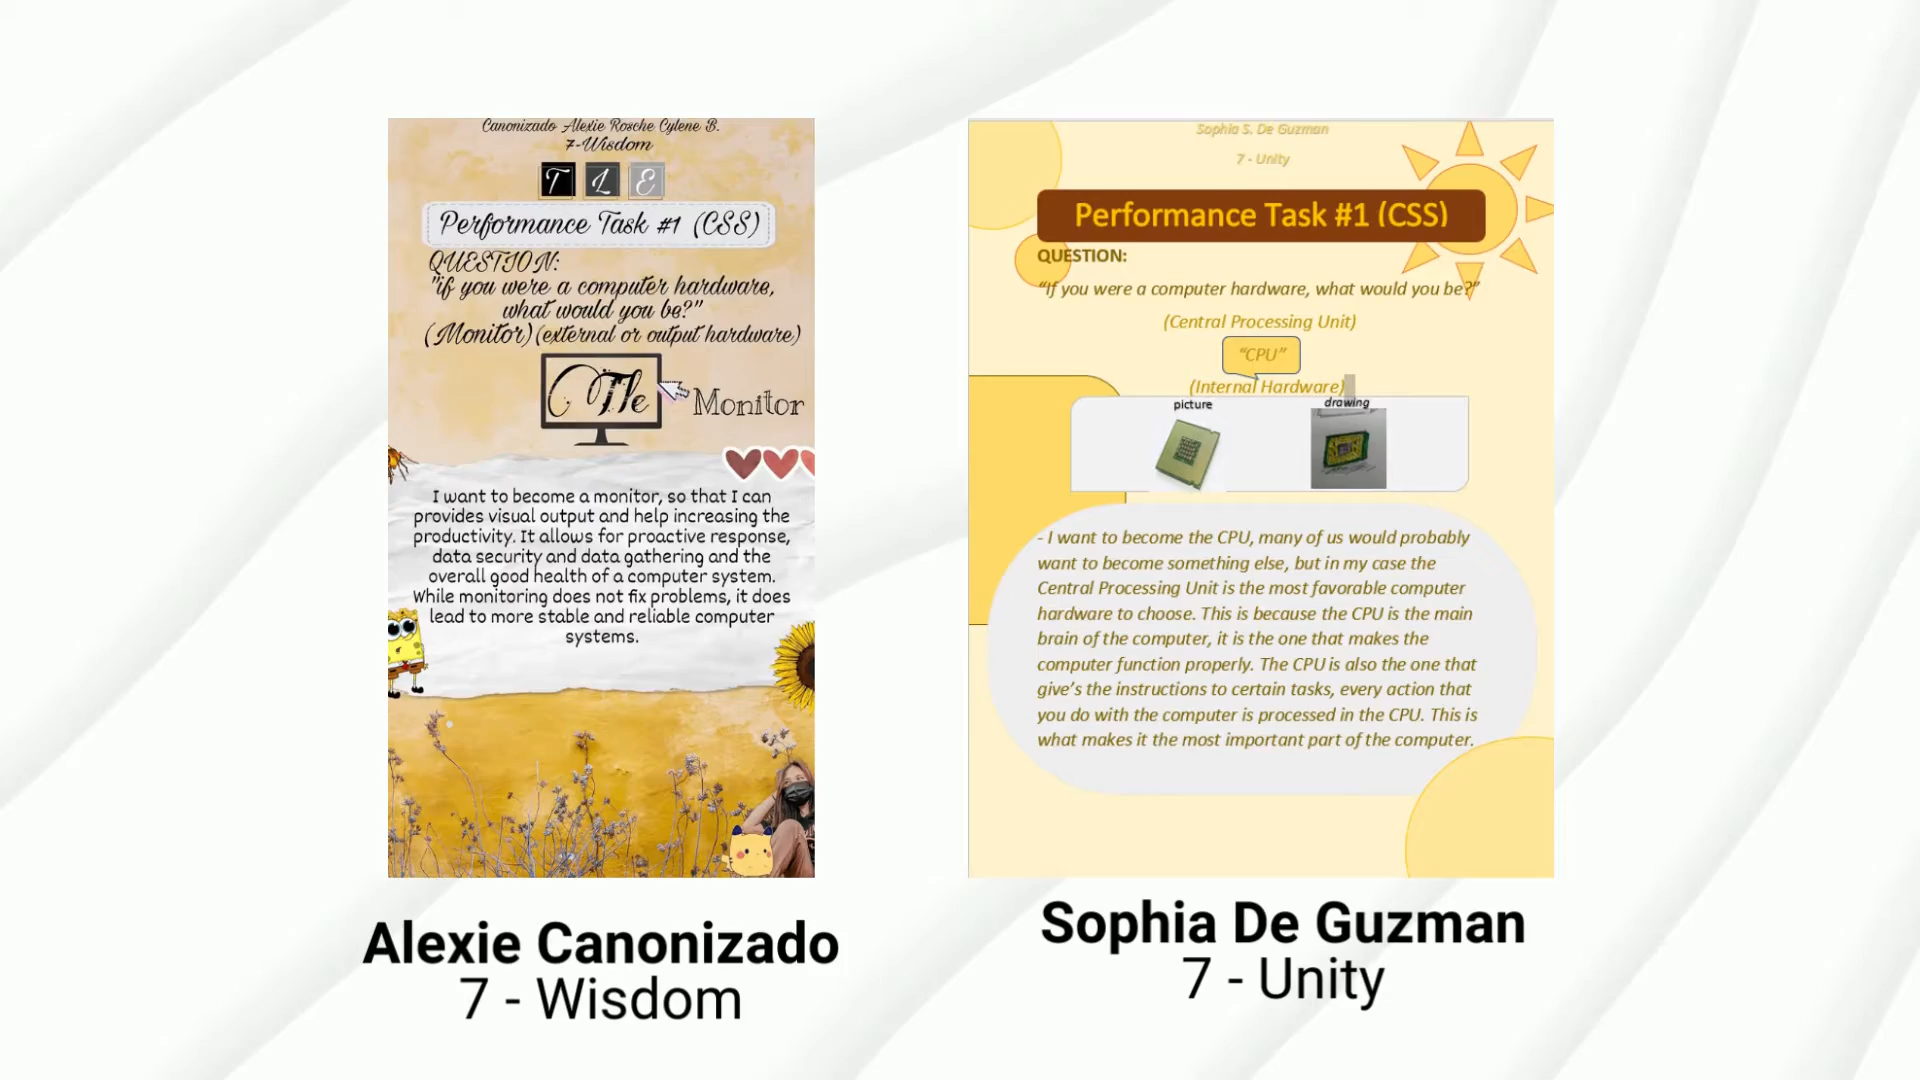 Canonizado Alexie Rosche Cylene B.
7-Wisdom
T L E
Performance Task #1 (CSS)
QUESTION:
"if you were a computer hardware,
what would you be?"
(Monitor)(external or output hardware)
The
Monitor
I want to become a monitor, so that I can
provides visual output and help increasing the
productivity. It allows for proactive response,
data security and data gathering and the
overall good health of a computer system.
While monitoring does not fix problems, it does
lead to more stable and reliable computer
systems.
Alexie Canonizado
7 - Wisdom
Sophia S. De Guzman
7 - Unity
Performance Task #1 (CSS)
QUESTION:
“If you were a computer hardware, what would you be?”
(Central Processing Unit)
“CPU”
(Internal Hardware)
picture
drawing
- I want to become the CPU, many of us would probably
want to become something else, but in my case the
Central Processing Unit is the most favorable computer
hardware to choose. This is because the CPU is the main
brain of the computer, it is the one that makes the
computer function properly. The CPU is also the one that
give’s the instructions to certain tasks, every action that
you do with the computer is processed in the CPU. This is
what makes it the most important part of the computer.
Sophia De Guzman
7 - Unity